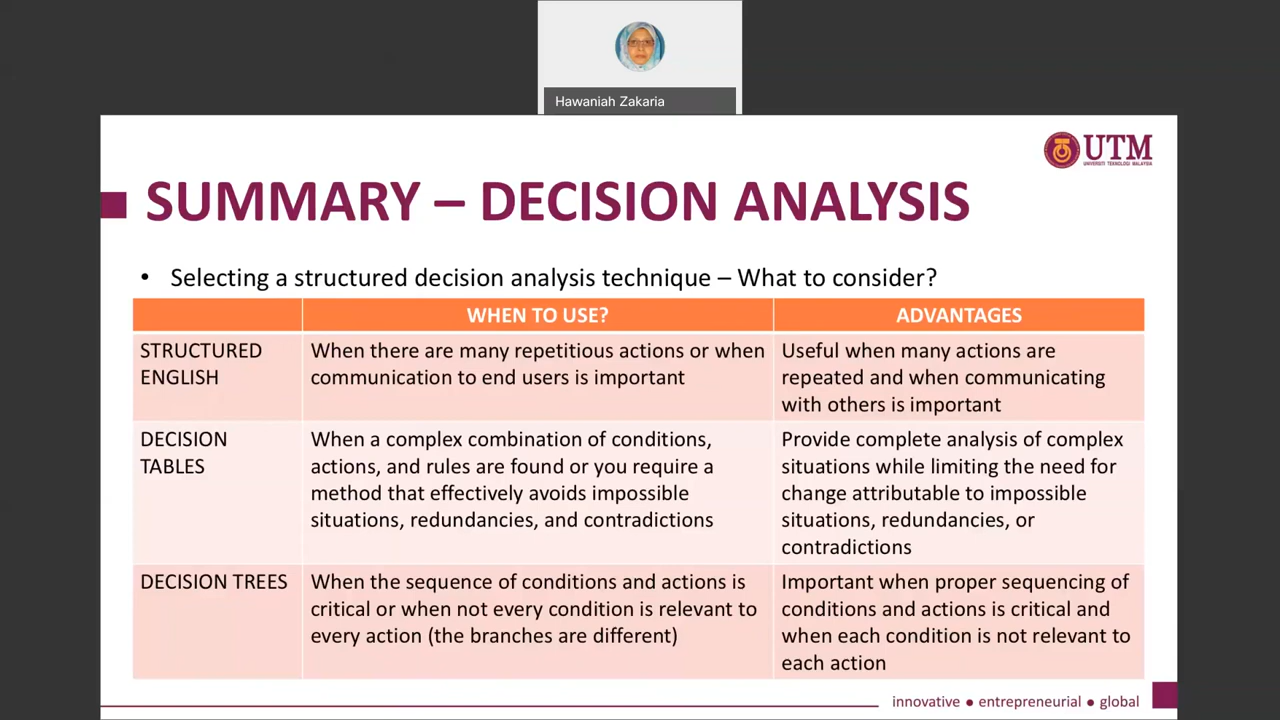 Hawaniah Zakaria
UTM
UNIVERSITI TEKNOLOGI MALAYSIA
SUMMARY – DECISION ANALYSIS
• Selecting a structured decision analysis technique – What to consider?
WHEN TO USE?
ADVANTAGES
STRUCTURED
ENGLISH
When there are many repetitious actions or when
communication to end users is important
Useful when many actions are
repeated and when communicating
with others is important
DECISION
TABLES
When a complex combination of conditions,
actions, and rules are found or you require a
method that effectively avoids impossible
situations, redundancies, and contradictions
Provide complete analysis of complex
situations while limiting the need for
change attributable to impossible
situations, redundancies, or
contradictions
DECISION TREES
When the sequence of conditions and actions is
critical or when not every condition is relevant to
every action (the branches are different)
Important when proper sequencing of
conditions and actions is critical and
when each condition is not relevant to
each action
innovative ● entrepreneurial ● global